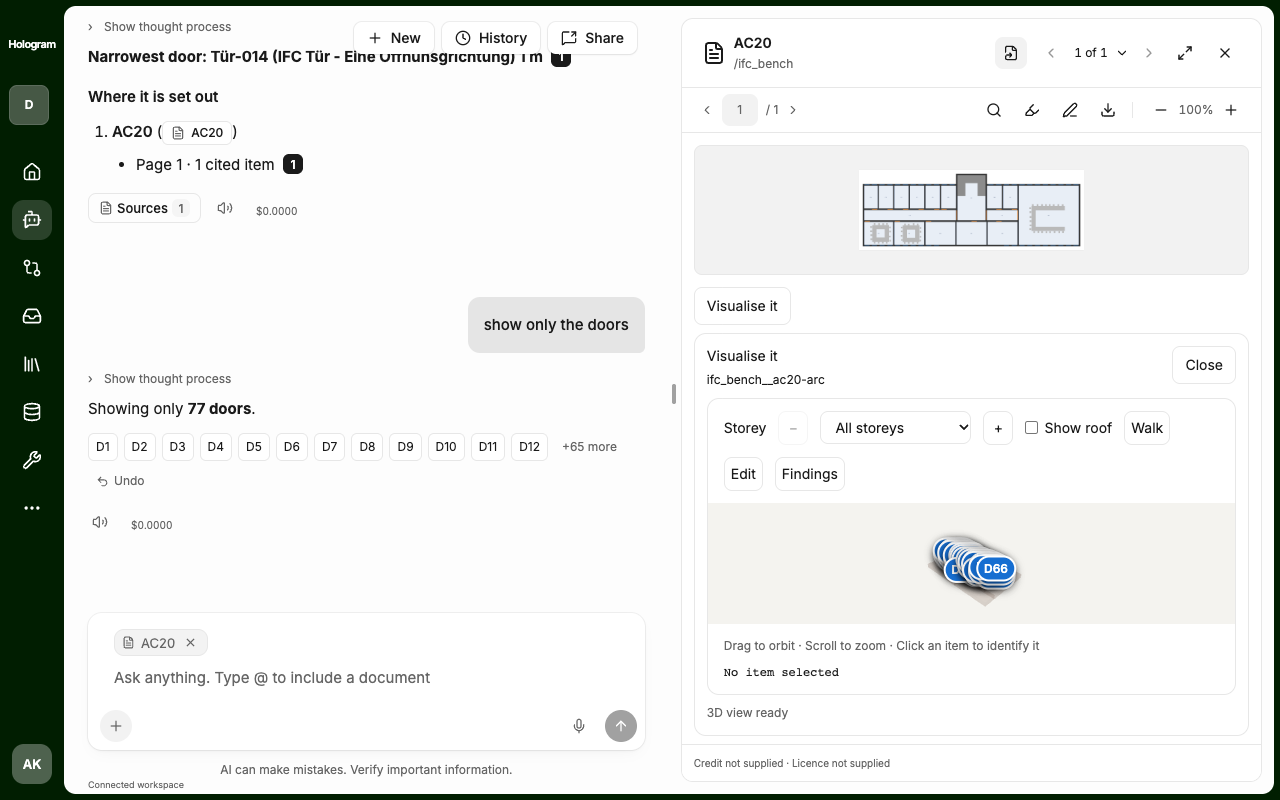 Hologram
D
AK
Show thought process
New
History
Share
Narrowest door: Tür-014 (IFC Tür - Eine Öffnungsrichtung) 1 m 1
Where it is set out
1. AC20 ( AC20 )
Page 1 · 1 cited item 1
Sources 1
$0.0000
show only the doors
Show thought process
Showing only 77 doors.
D1 D2 D3 D4 D5 D6 D7 D8 D9 D10 D11 D12 +65 more
Undo
$0.0000
AC20
Ask anything. Type @ to include a document
AI can make mistakes. Verify important information.
Connected workspace
AC20
/ifc_bench
1 of 1
1 / 1
100%
Visualise it
Visualise it
ifc_bench__ac20-arc
Close
Storey
All storeys
+
Show roof
Walk
Edit
Findings
D66
Drag to orbit · Scroll to zoom · Click an item to identify it
No item selected
3D view ready
Credit not supplied · Licence not supplied